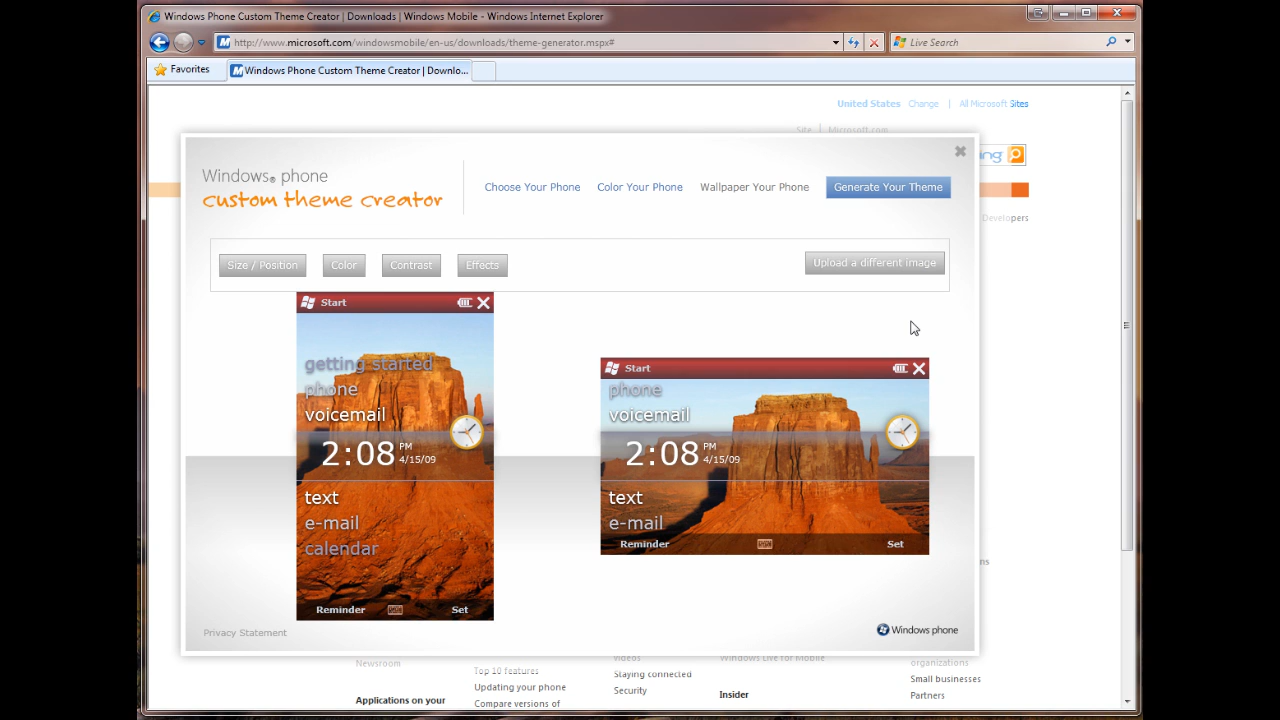 Windows Phone Custom Theme Creator | Downloads | Windows Mobile - Windows Internet Explorer
http://www.microsoft.com/windowsmobile/en-us/downloads/theme-generator.mspx#
Live Search
Favorites
Windows Phone Custom Theme Creator | Downlo...
United States Change | All Microsoft Sites
Site | Microsoft.com
ing
Developers
Windows® phone
custom theme creator
Choose Your Phone
Color Your Phone
Wallpaper Your Phone
Generate Your Theme
Size / Position
Color
Contrast
Effects
Upload a different image
Start
getting started
phone
voicemail
2:08 PM
4/15/09
text
e-mail
calendar
Reminder
Set
Start
phone
voicemail
2:08 PM
4/15/09
text
e-mail
Reminder
Set
ns
Privacy Statement
Windows phone
Newsroom
Applications on your
Top 10 features
Updating your phone
Compare versions of
videos
Staying connected
Security
Windows Live for Mobile
Insider
organizations
Small businesses
Partners